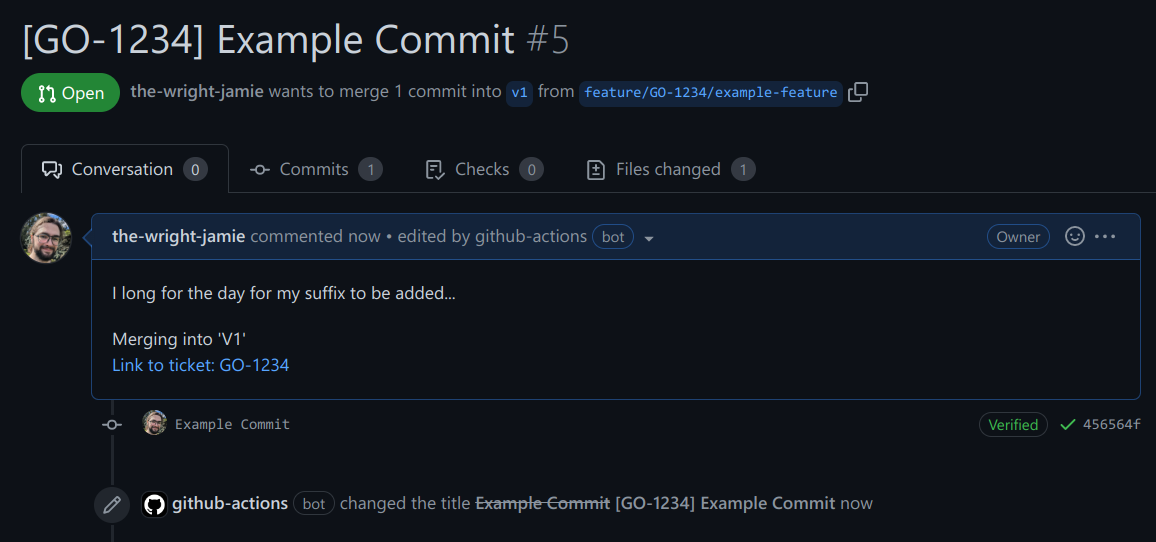 [GO-1234] Example Commit #5
Open the-wright-jamie wants to merge 1 commit into v1 from feature/GO-1234/example-feature
Conversation 0 Commits 1 Checks 0 Files changed 1
the-wright-jamie commented now • edited by github-actions bot Owner
I long for the day for my suffix to be added...
Merging into 'V1'
Link to ticket: GO-1234
Example Commit Verified 456564f
github-actions bot changed the title Example Commit [GO-1234] Example Commit now